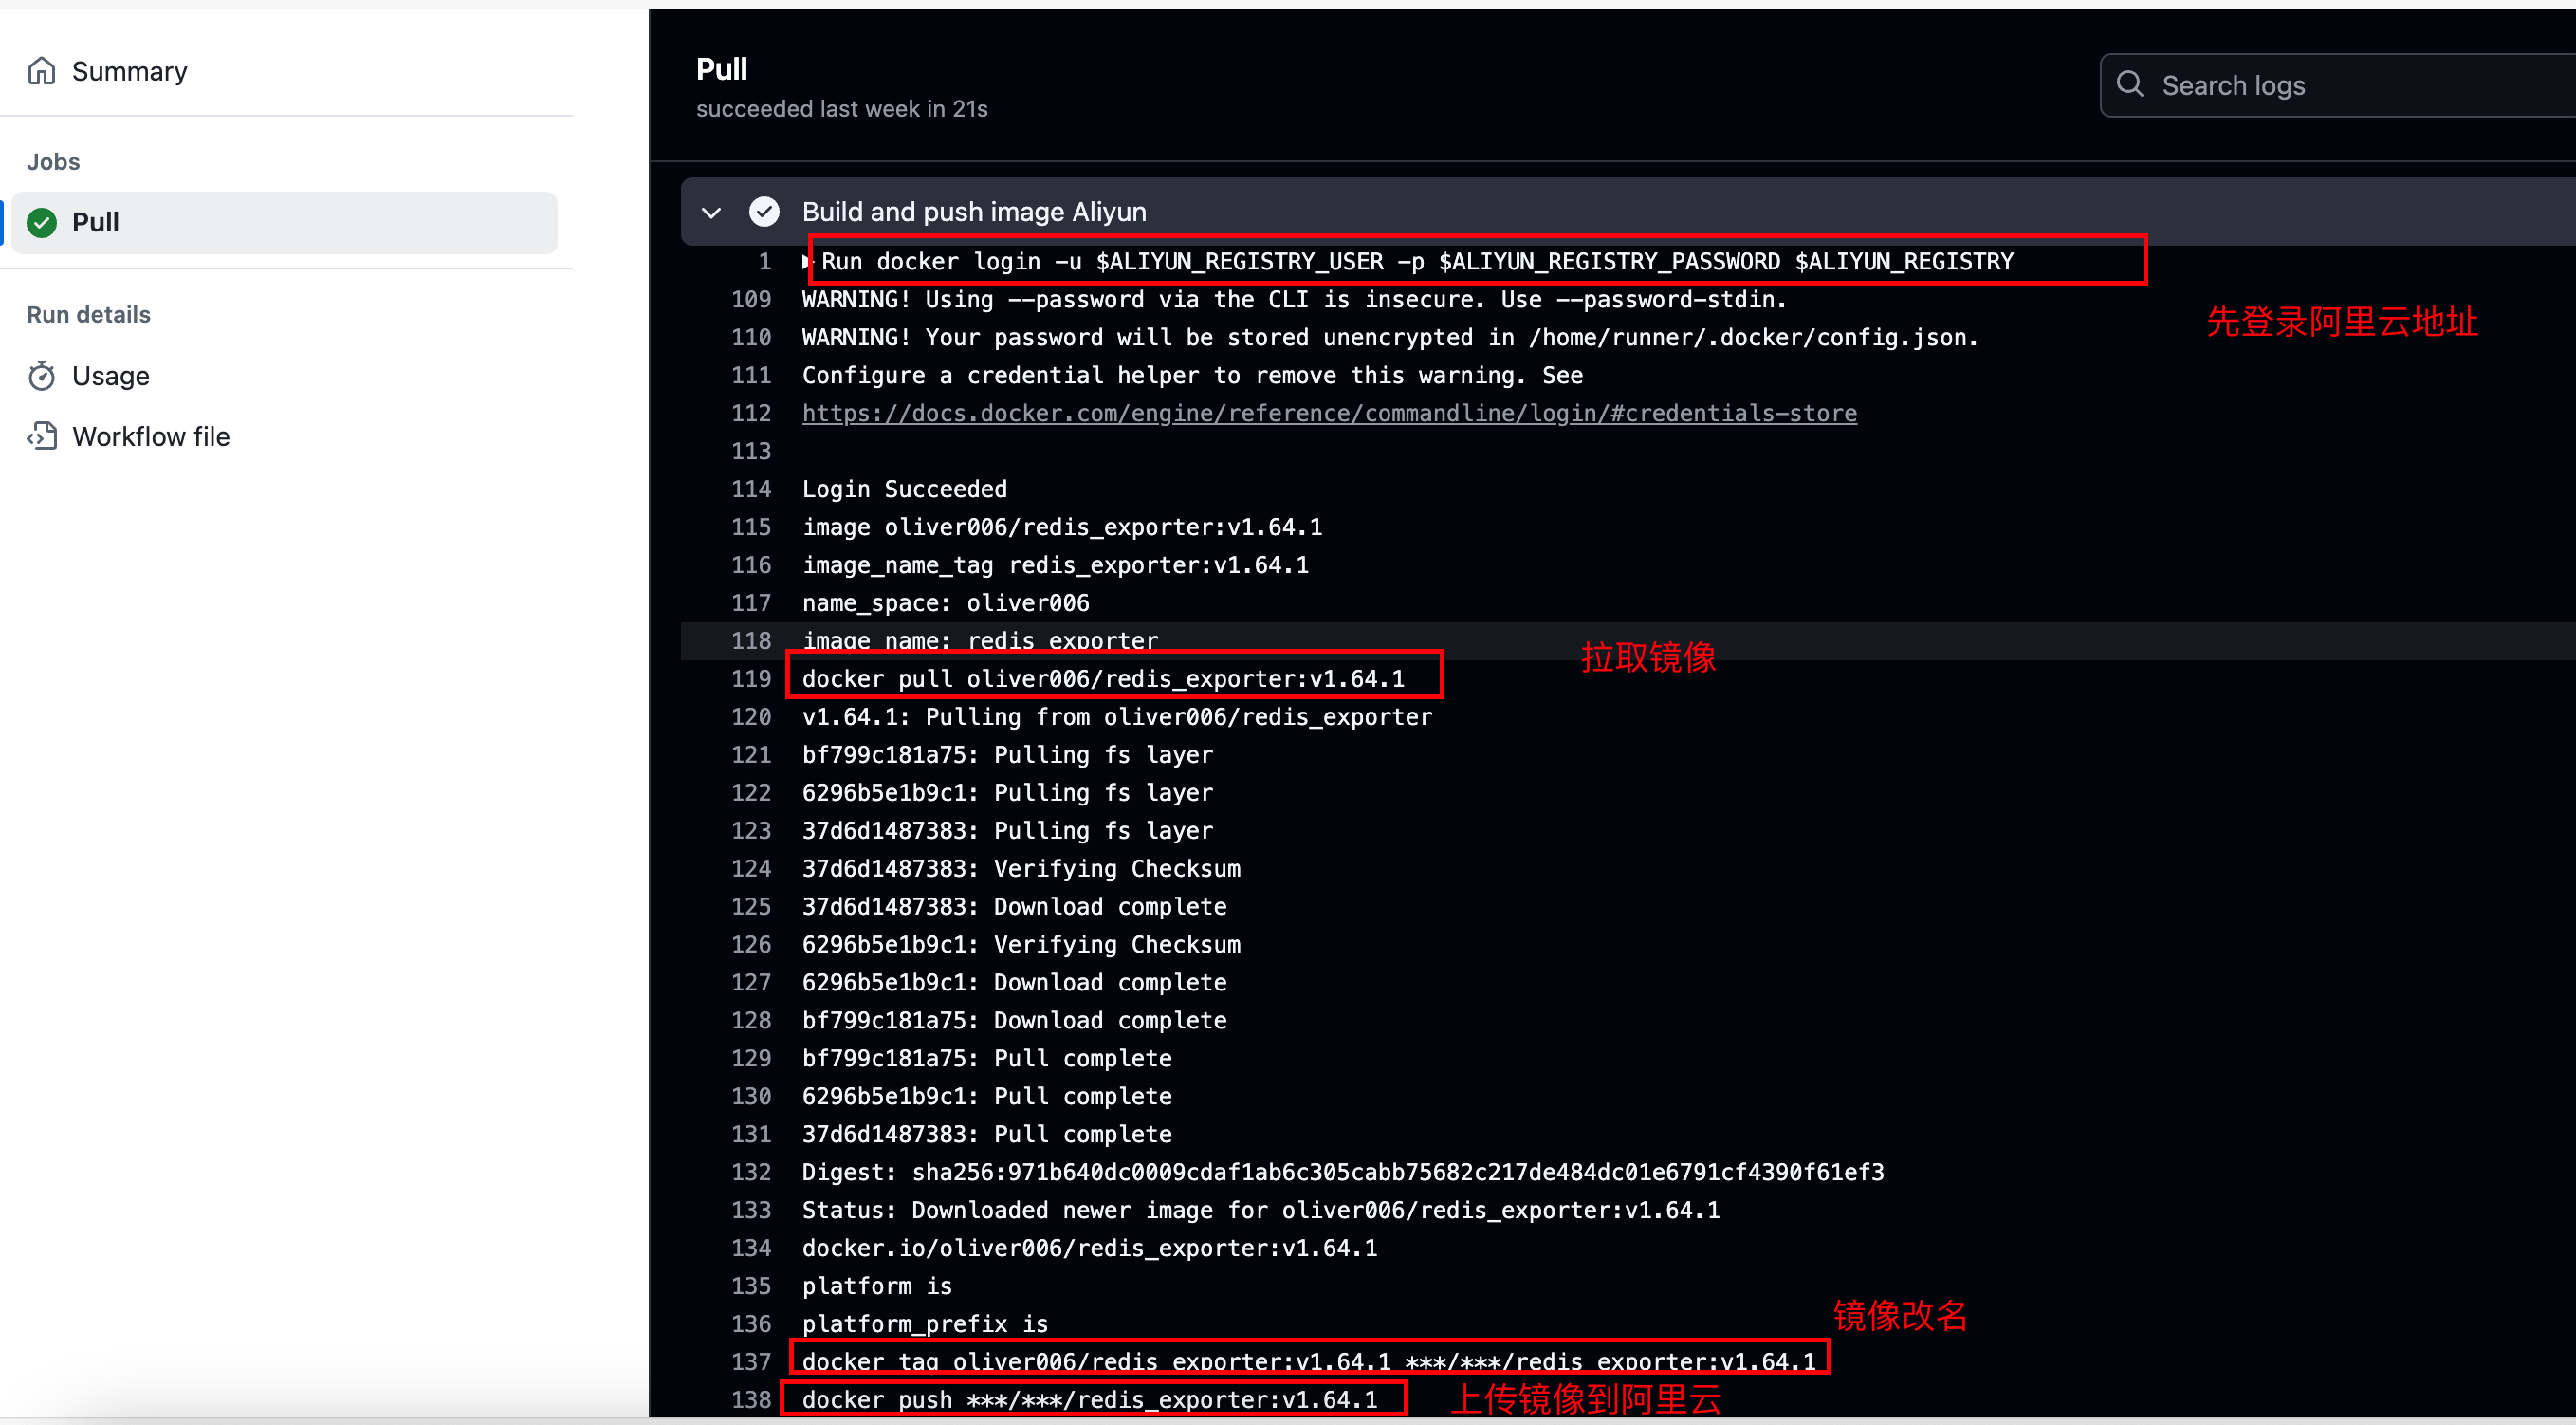 Summary
Jobs
Pull
Run details
Usage
Workflow file
Pull
succeeded last week in 21s
Search logs
Build and push image Aliyun
1 Run docker login -u $ALIYUN_REGISTRY_USER -p $ALIYUN_REGISTRY_PASSWORD $ALIYUN_REGISTRY
109 WARNING! Using --password via the CLI is insecure. Use --password-stdin.
先登录阿里云地址
110 WARNING! Your password will be stored unencrypted in /home/runner/.docker/config.json.
111 Configure a credential helper to remove this warning. See
112 https://docs.docker.com/engine/reference/commandline/login/#credentials-store
113
114 Login Succeeded
115 image oliver006/redis_exporter:v1.64.1
116 image_name_tag redis_exporter:v1.64.1
117 name_space: oliver006
118 image_name: redis_exporter
拉取镜像
119 docker pull oliver006/redis_exporter:v1.64.1
120 v1.64.1: Pulling from oliver006/redis_exporter
121 bf799c181a75: Pulling fs layer
122 6296b5e1b9c1: Pulling fs layer
123 37d6d1487383: Pulling fs layer
124 37d6d1487383: Verifying Checksum
125 37d6d1487383: Download complete
126 6296b5e1b9c1: Verifying Checksum
127 6296b5e1b9c1: Download complete
128 bf799c181a75: Download complete
129 bf799c181a75: Pull complete
130 6296b5e1b9c1: Pull complete
131 37d6d1487383: Pull complete
132 Digest: sha256:971b640dc0009cdaf1ab6c305cabb75682c217de484dc01e6791cf4390f61ef3
133 Status: Downloaded newer image for oliver006/redis_exporter:v1.64.1
134 docker.io/oliver006/redis_exporter:v1.64.1
135 platform is
136 platform_prefix is
镜像改名
137 docker tag oliver006/redis_exporter:v1.64.1 ***/***/redis_exporter:v1.64.1
138 docker push ***/***/redis_exporter:v1.64.1
上传镜像到阿里云